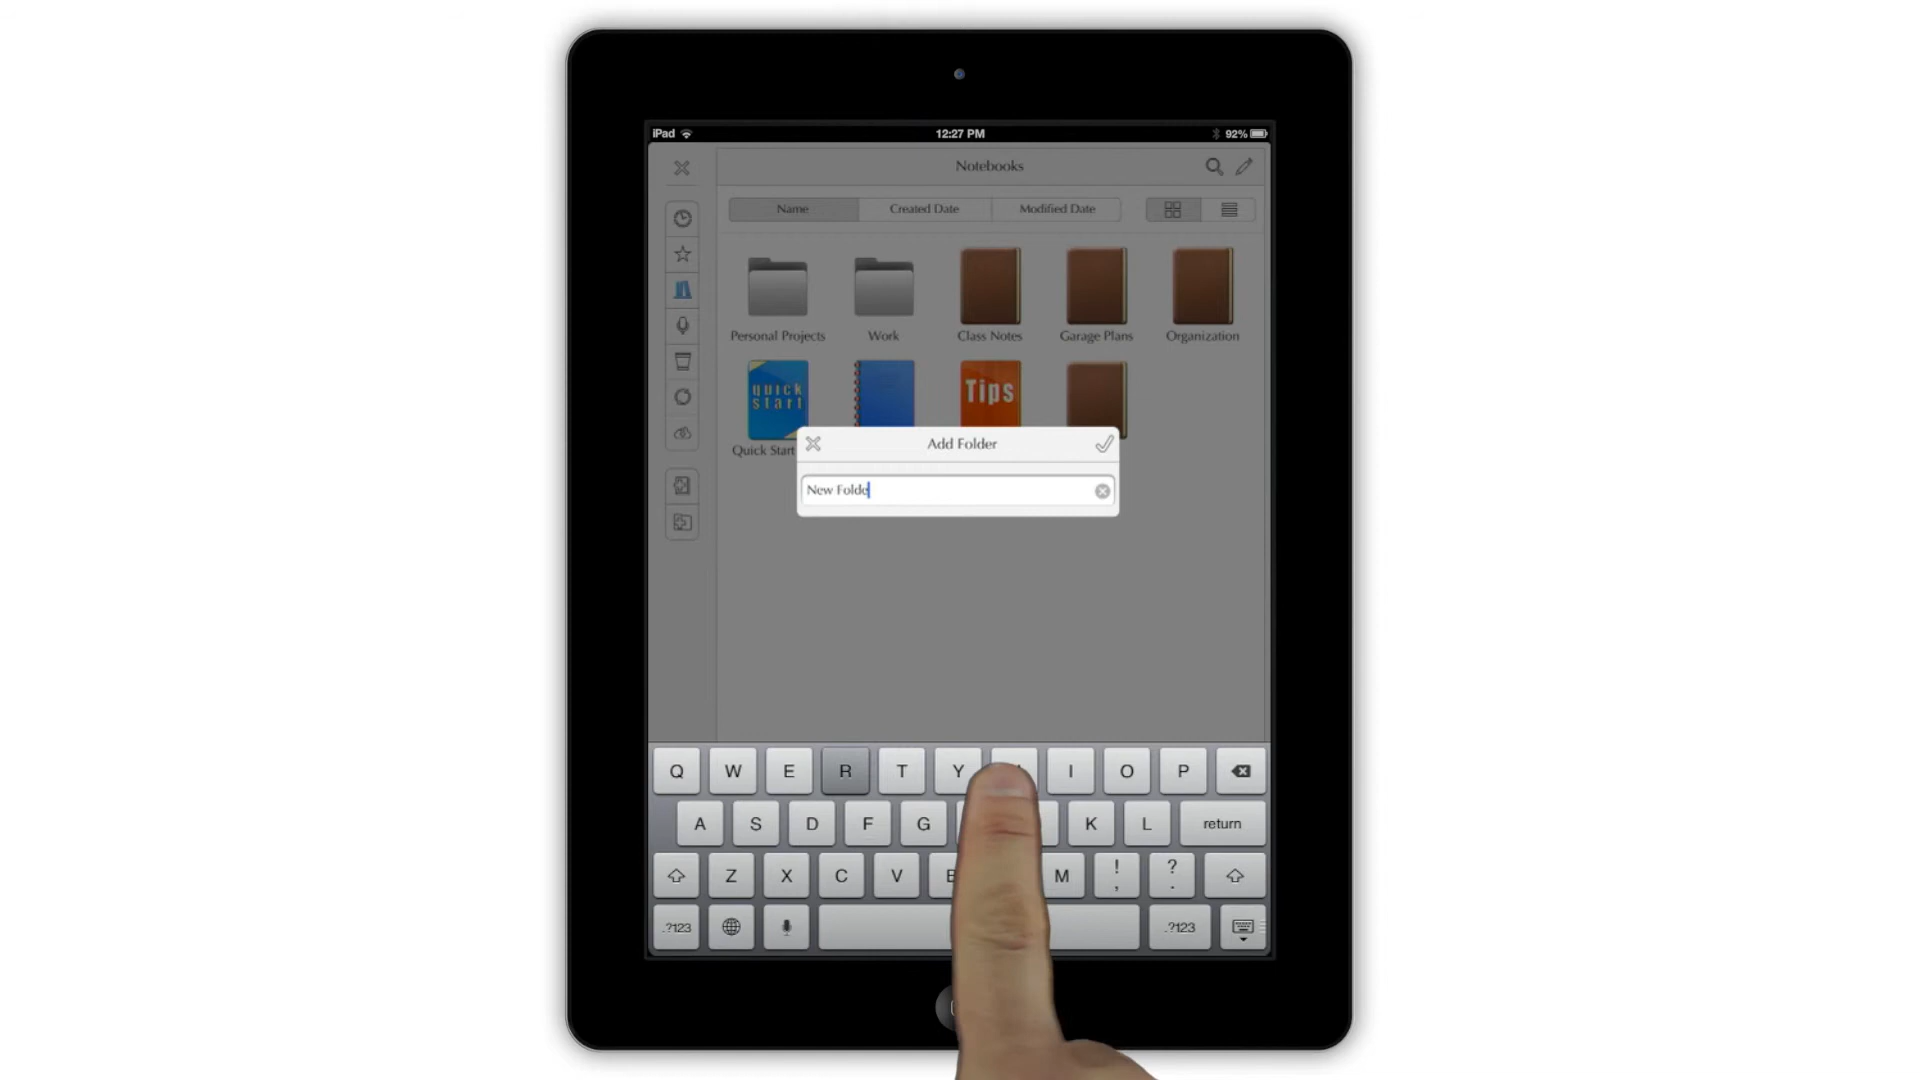 iPad 12:27 PM 92%
Notebooks
Name Created Date Modified Date
Personal Projects Work Class Notes Garage Plans Organization
quick start
Tips
Quick Start
Add Folder
New Folde
Q W E R T Y I O P
A S D F G K L return
Z X C V M ! , ? .
.?123 .?123